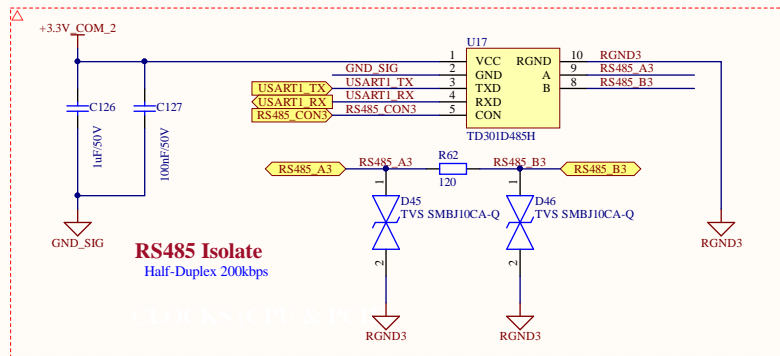 +3.3V_COM_2
U17
1 VCC RGND 10 RGND3
GND_SIG 2 GND A 9 RS485_A3
USART1_TX USART1_TX 3 TXD B 8 RS485_B3
USART1_RX USART1_RX 4 RXD
RS485_CON3 RS485_CON3 5 CON
TD301D485H
C126
1uF/50V
C127
100nF/50V
GND_SIG
RS485_A3 RS485_A3 R62 RS485_B3 RS485_B3
120
1 1
D45
TVS SMBJ10CA-Q
D46
TVS SMBJ10CA-Q
2 2
RGND3
RGND3
RGND3
RS485 Isolate
Half-Duplex 200kbps